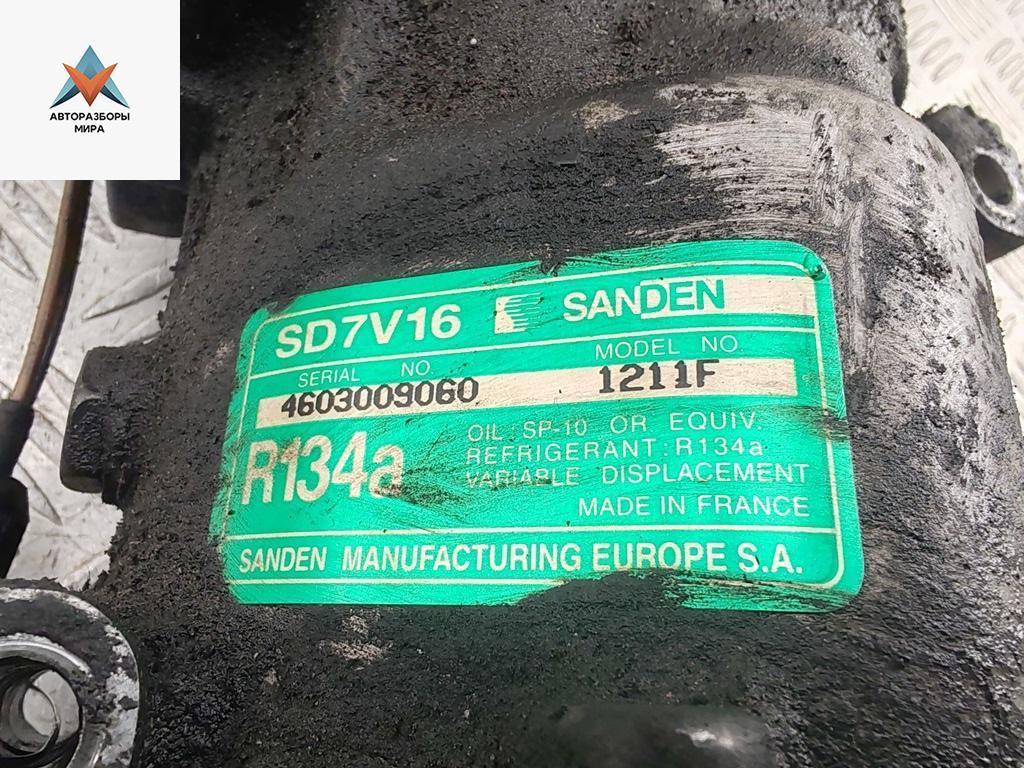 АВТОРАЗБОРЫ
МИРА
SD7V16 SANDEN
SERIAL NO. MODEL NO
4603009060 1211F
R134a
OIL: SP-10 OR EQUIV.
REFRIGERANT: R134a
VARIABLE DISPLACEMENT
MADE IN FRANCE
SANDEN MANUFACTURING EUROPE S.A.